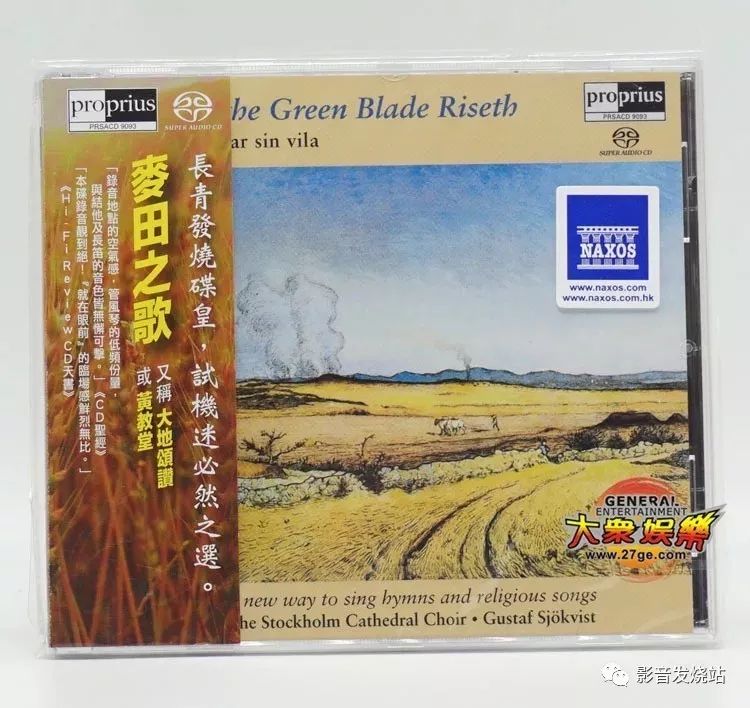 proprius
PRSACD 9093
SUPER AUDIO CD
長青發燒碟皇，試機迷必然之選。
麥田之歌
又稱大地頌讚
或黃教堂
「錄音地點的空氣感，管風琴的低頻份量，
與結他及長笛的音色皆無懈可擊。」《CD聖經》
「本碟錄音靚到絕！『就在眼前』的臨場感鮮烈無比。」
《Hi-Fi Review CD天書》
he Green Blade Riseth
ar sin vila
proprius
PRSACD 9093
SUPER AUDIO CD
NAXOS
www.naxos.com
www.naxos.com.hk
GENERAL
ENTERTAINMENT
大眾娛樂
www.27ge.com
new way to sing hymns and religious songs
he Stockholm Cathedral Choir • Gustaf Sjökvist
影音发烧站